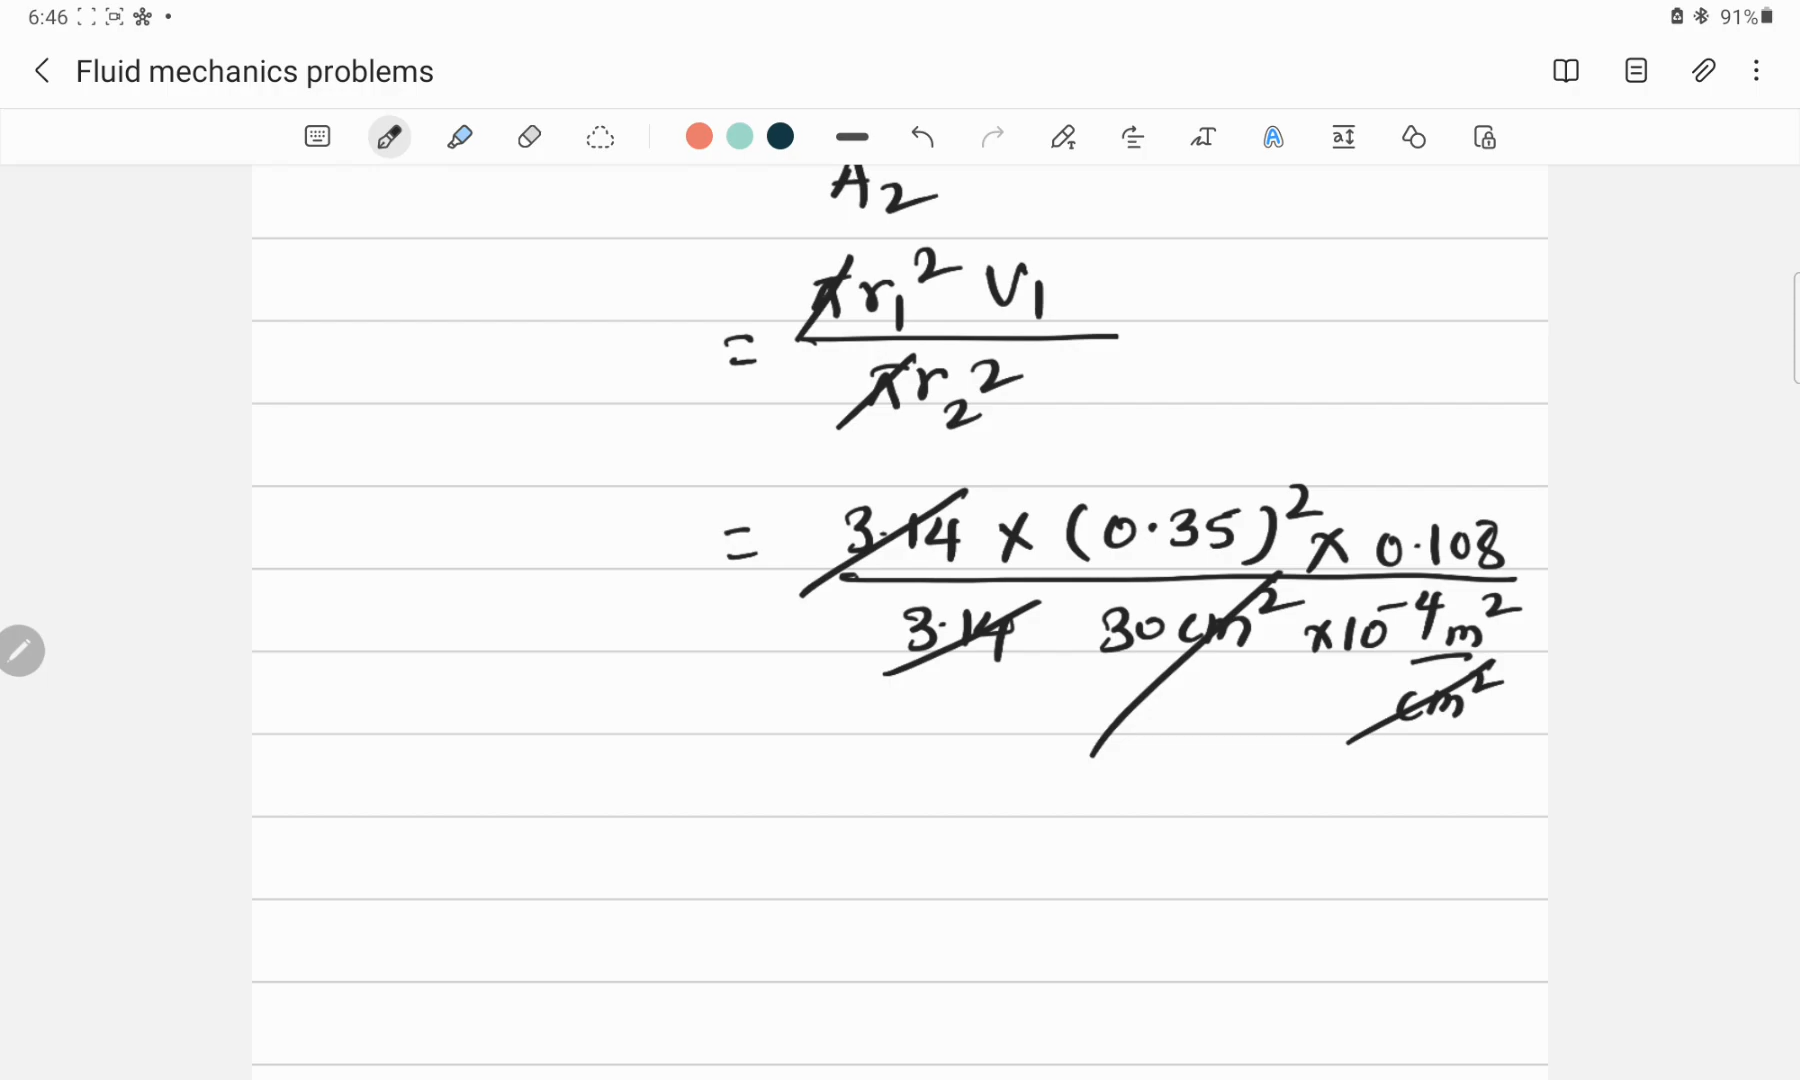 6:46 91%
Fluid mechanics problems
A2
= πr₁² V₁
πr₂²
= 3.14 × (0.35)² × 0.108
3.14 30 cm² ×10⁻⁴ m²
cm²